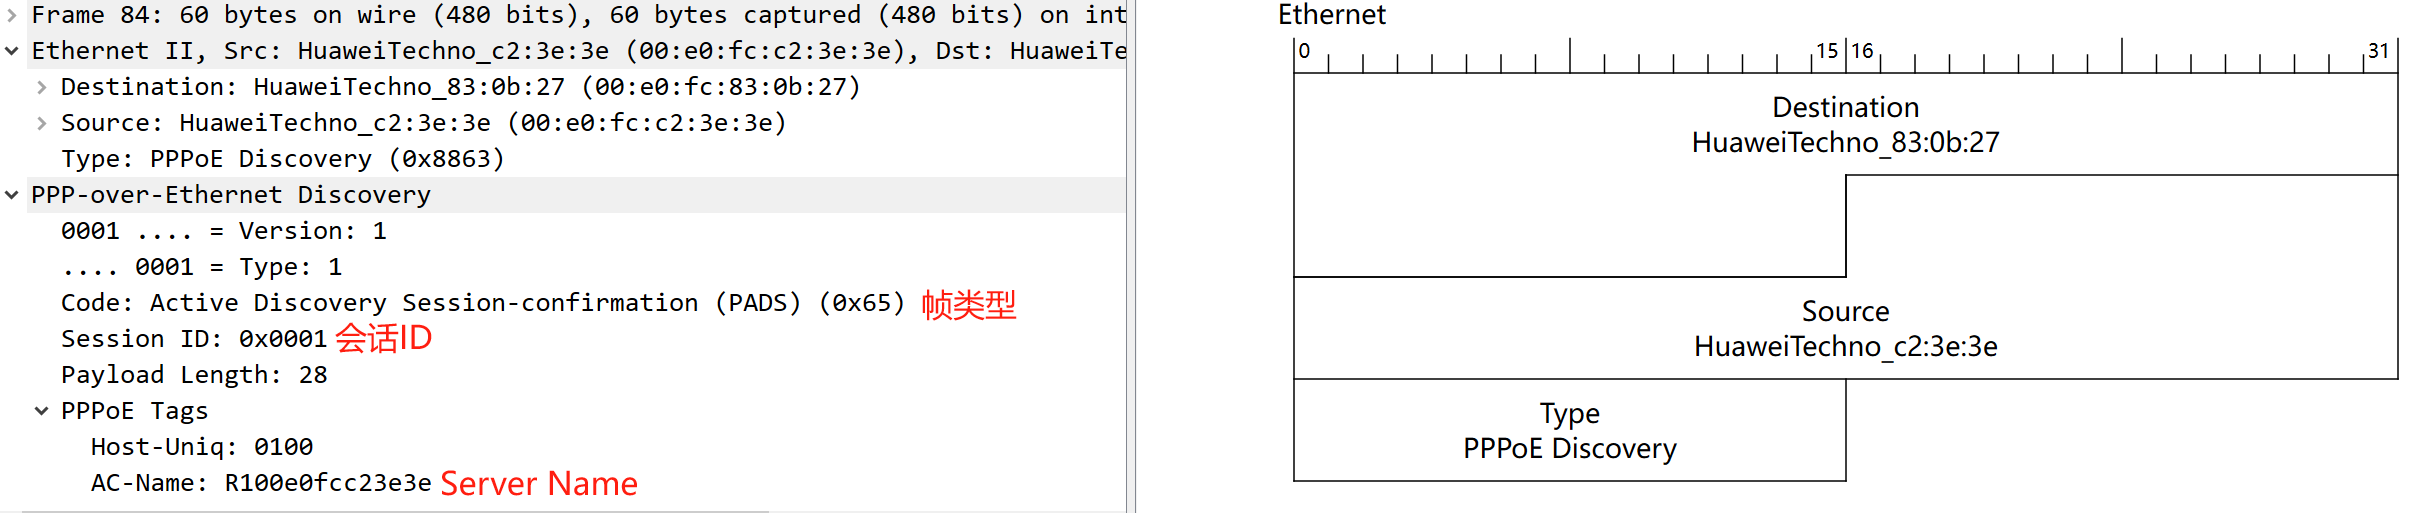 Frame 84: 60 bytes on wire (480 bits), 60 bytes captured (480 bits) on int
Ethernet II, Src: HuaweiTechno_c2:3e:3e (00:e0:fc:c2:3e:3e), Dst: HuaweiTe
Destination: HuaweiTechno_83:0b:27 (00:e0:fc:83:0b:27)
Source: HuaweiTechno_c2:3e:3e (00:e0:fc:c2:3e:3e)
Type: PPPoE Discovery (0x8863)
PPP-over-Ethernet Discovery
0001 .... = Version: 1
.... 0001 = Type: 1
Code: Active Discovery Session-confirmation (PADS) (0x65) 帧类型
Session ID: 0x0001 会话ID
Payload Length: 28
PPPoE Tags
Host-Uniq: 0100
AC-Name: R100e0fcc23e3e Server Name
Ethernet
0 15 16 31
Destination
HuaweiTechno_83:0b:27
Source
HuaweiTechno_c2:3e:3e
Type
PPPoE Discovery